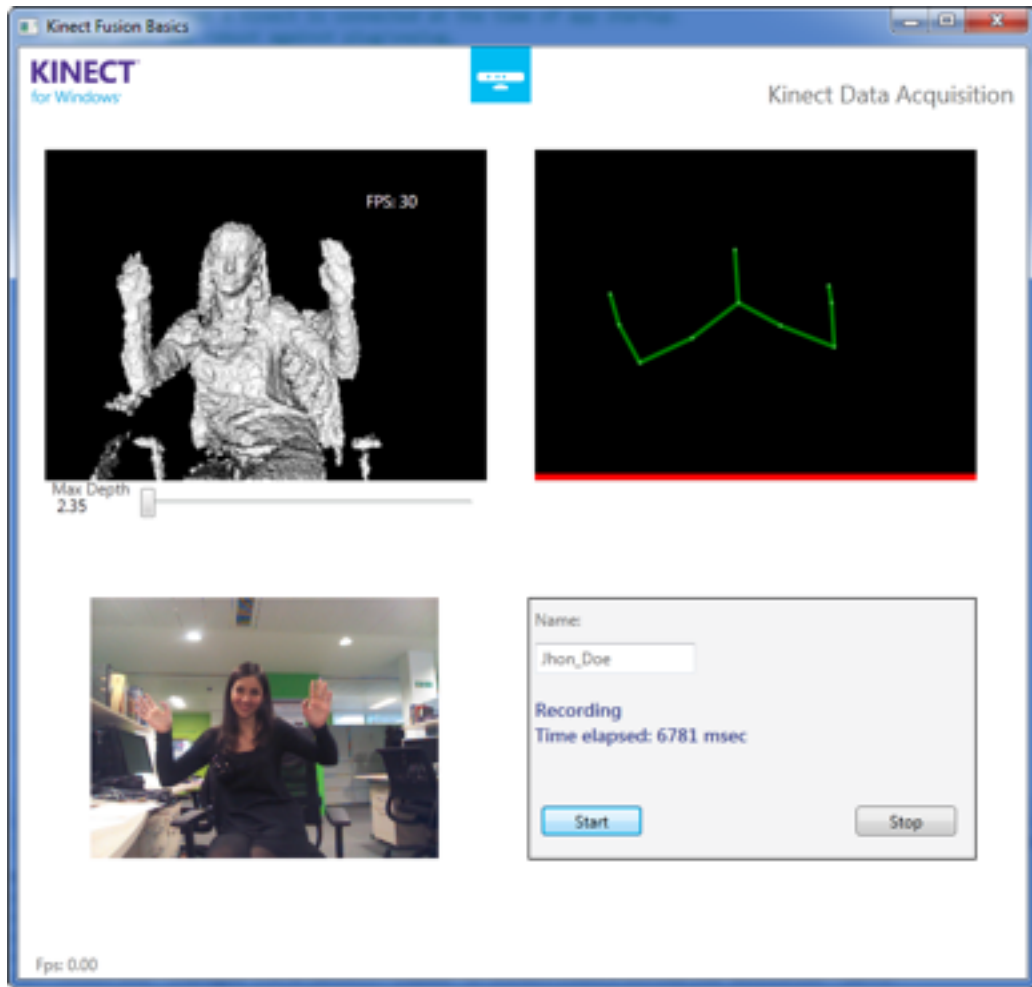 Kinect Fusion Basics
KINECT
for Windows
Kinect Data Acquisition
FPS: 30
Max Depth
2.35
Name:
Jhon_Doe
Recording
Time elapsed: 6781 msec
Start
Stop
Fps: 0.00